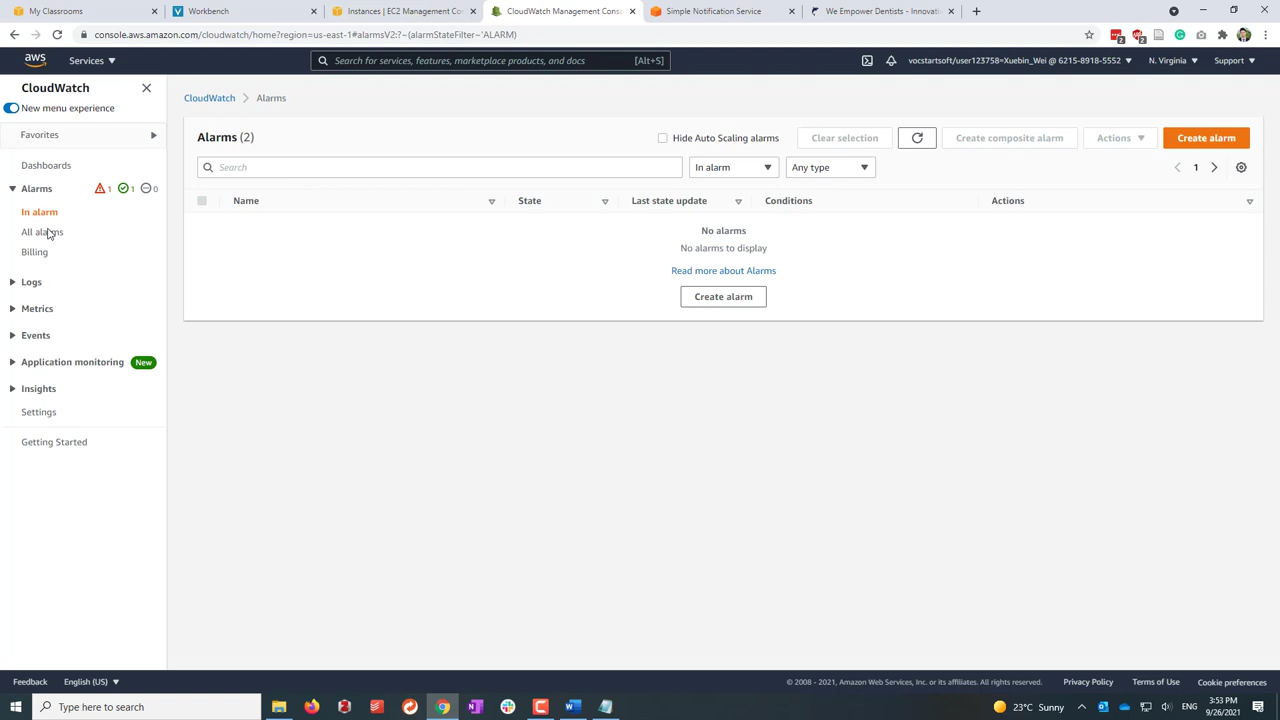 My Classrooms
Workbench
Instances | EC2 Management Con
CloudWatch Management Consol
Simple Notification Service
We Empower Dentists - Innovati
console.aws.amazon.com/cloudwatch/home?region=us-east-1#alarmsV2:?~(alarmStateFilter~'ALARM)
aws
Services
Search for services, features, marketplace products, and docs
[Alt+S]
vocstartsoft/user123758=Xuebin_Wei @ 6215-8918-5552
N. Virginia
Support
CloudWatch
New menu experience
Favorites
Dashboards
Alarms
1
1
0
In alarm
All alarms
Billing
Logs
Metrics
Events
Application monitoring
New
Insights
Settings
Getting Started
CloudWatch
Alarms
Alarms (2)
Hide Auto Scaling alarms
Clear selection
Create composite alarm
Actions
Create alarm
Search
In alarm
Any type
1
Name
State
Last state update
Conditions
Actions
No alarms
No alarms to display
Read more about Alarms
Create alarm
Feedback
English (US)
© 2008 - 2021, Amazon Web Services, Inc. or its affiliates. All rights reserved.
Privacy Policy
Terms of Use
Cookie preferences
Type here to search
23°C Sunny
3:53 PM
9/26/2021